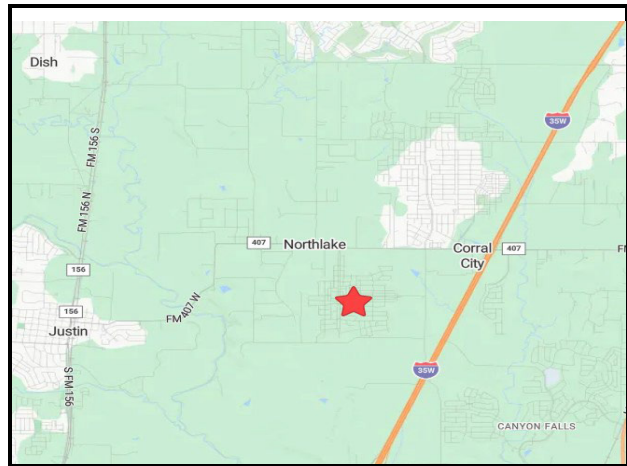 Dish
35W
FM 156 S
FM 156 N
407
Northlake
Corral
City
407
156
156
Justin
FM 407 W
35W
S FM 156
CANYON FALLS